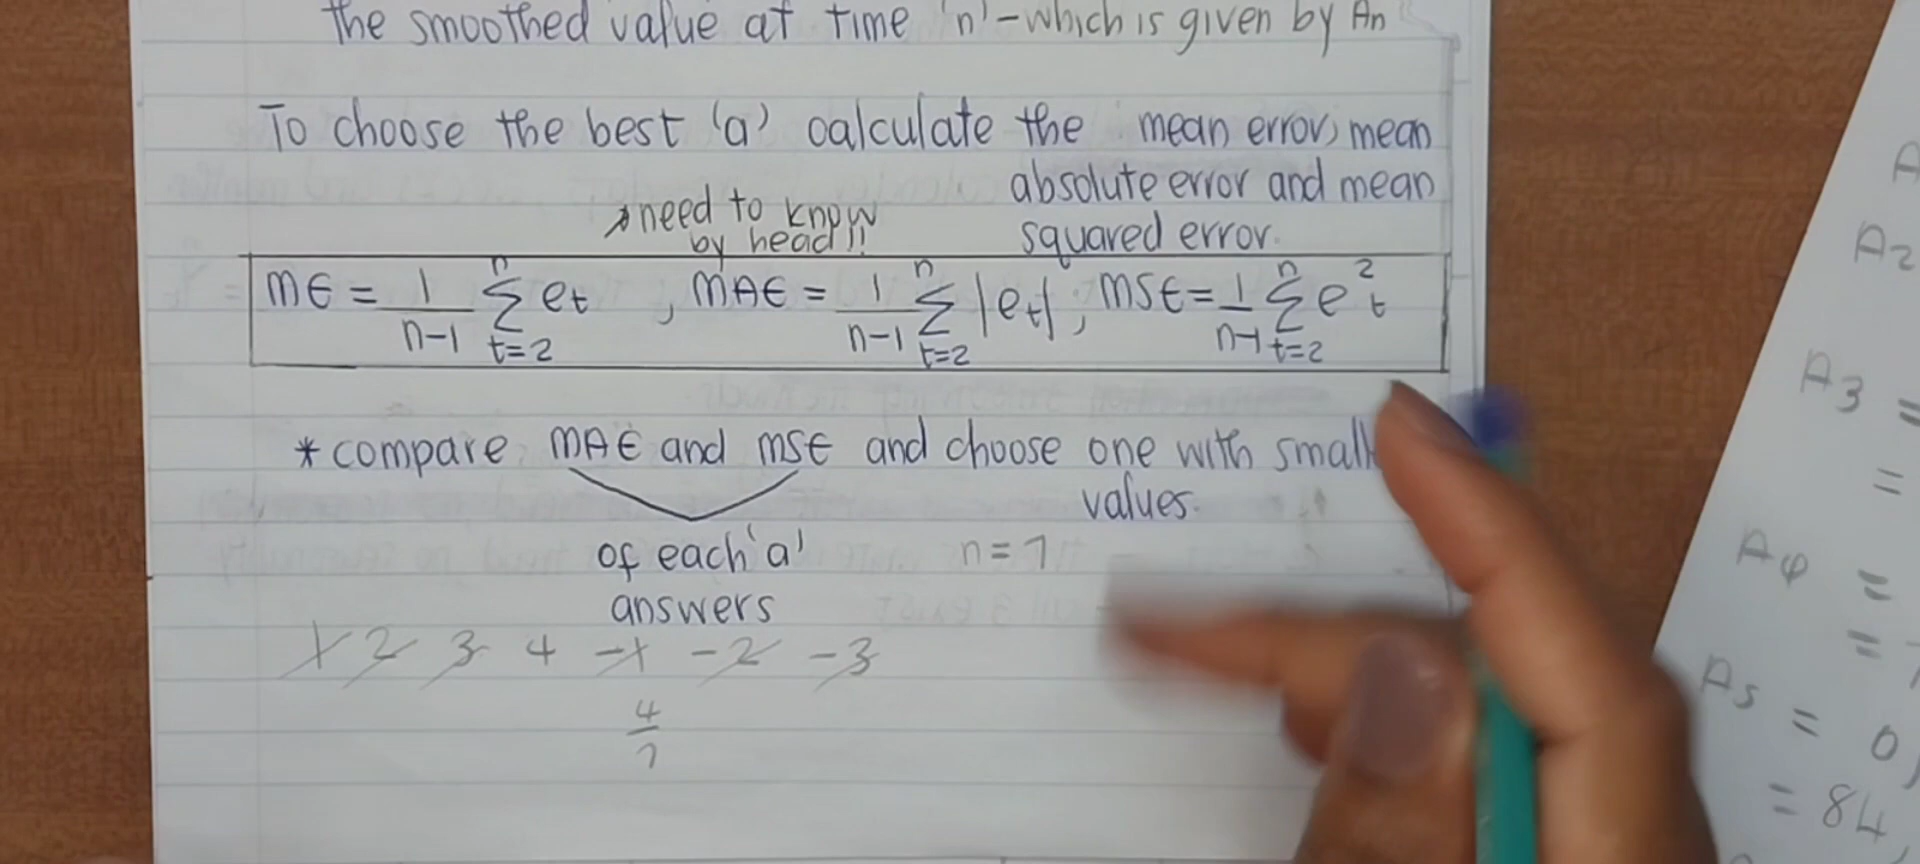 the smoothed value at time 'n' - which is given by An
To choose the best 'a' calculate the mean error, mean
absolute error and mean
squared error.
need to know
by head!!
ME = 1/(n-1) n∑t=2 et , MAE = 1/(n-1) n∑t=2 |et| , MSE = 1/(n-1) n∑t=2 e²t
* compare MAE and MSE and choose one with small
values.
of each 'a'
answers
n = 7
1 2 3 4 -1 -2 -3
4/7
A2
A3 =
=
A4 =
=
A5 = 0,
= 84,